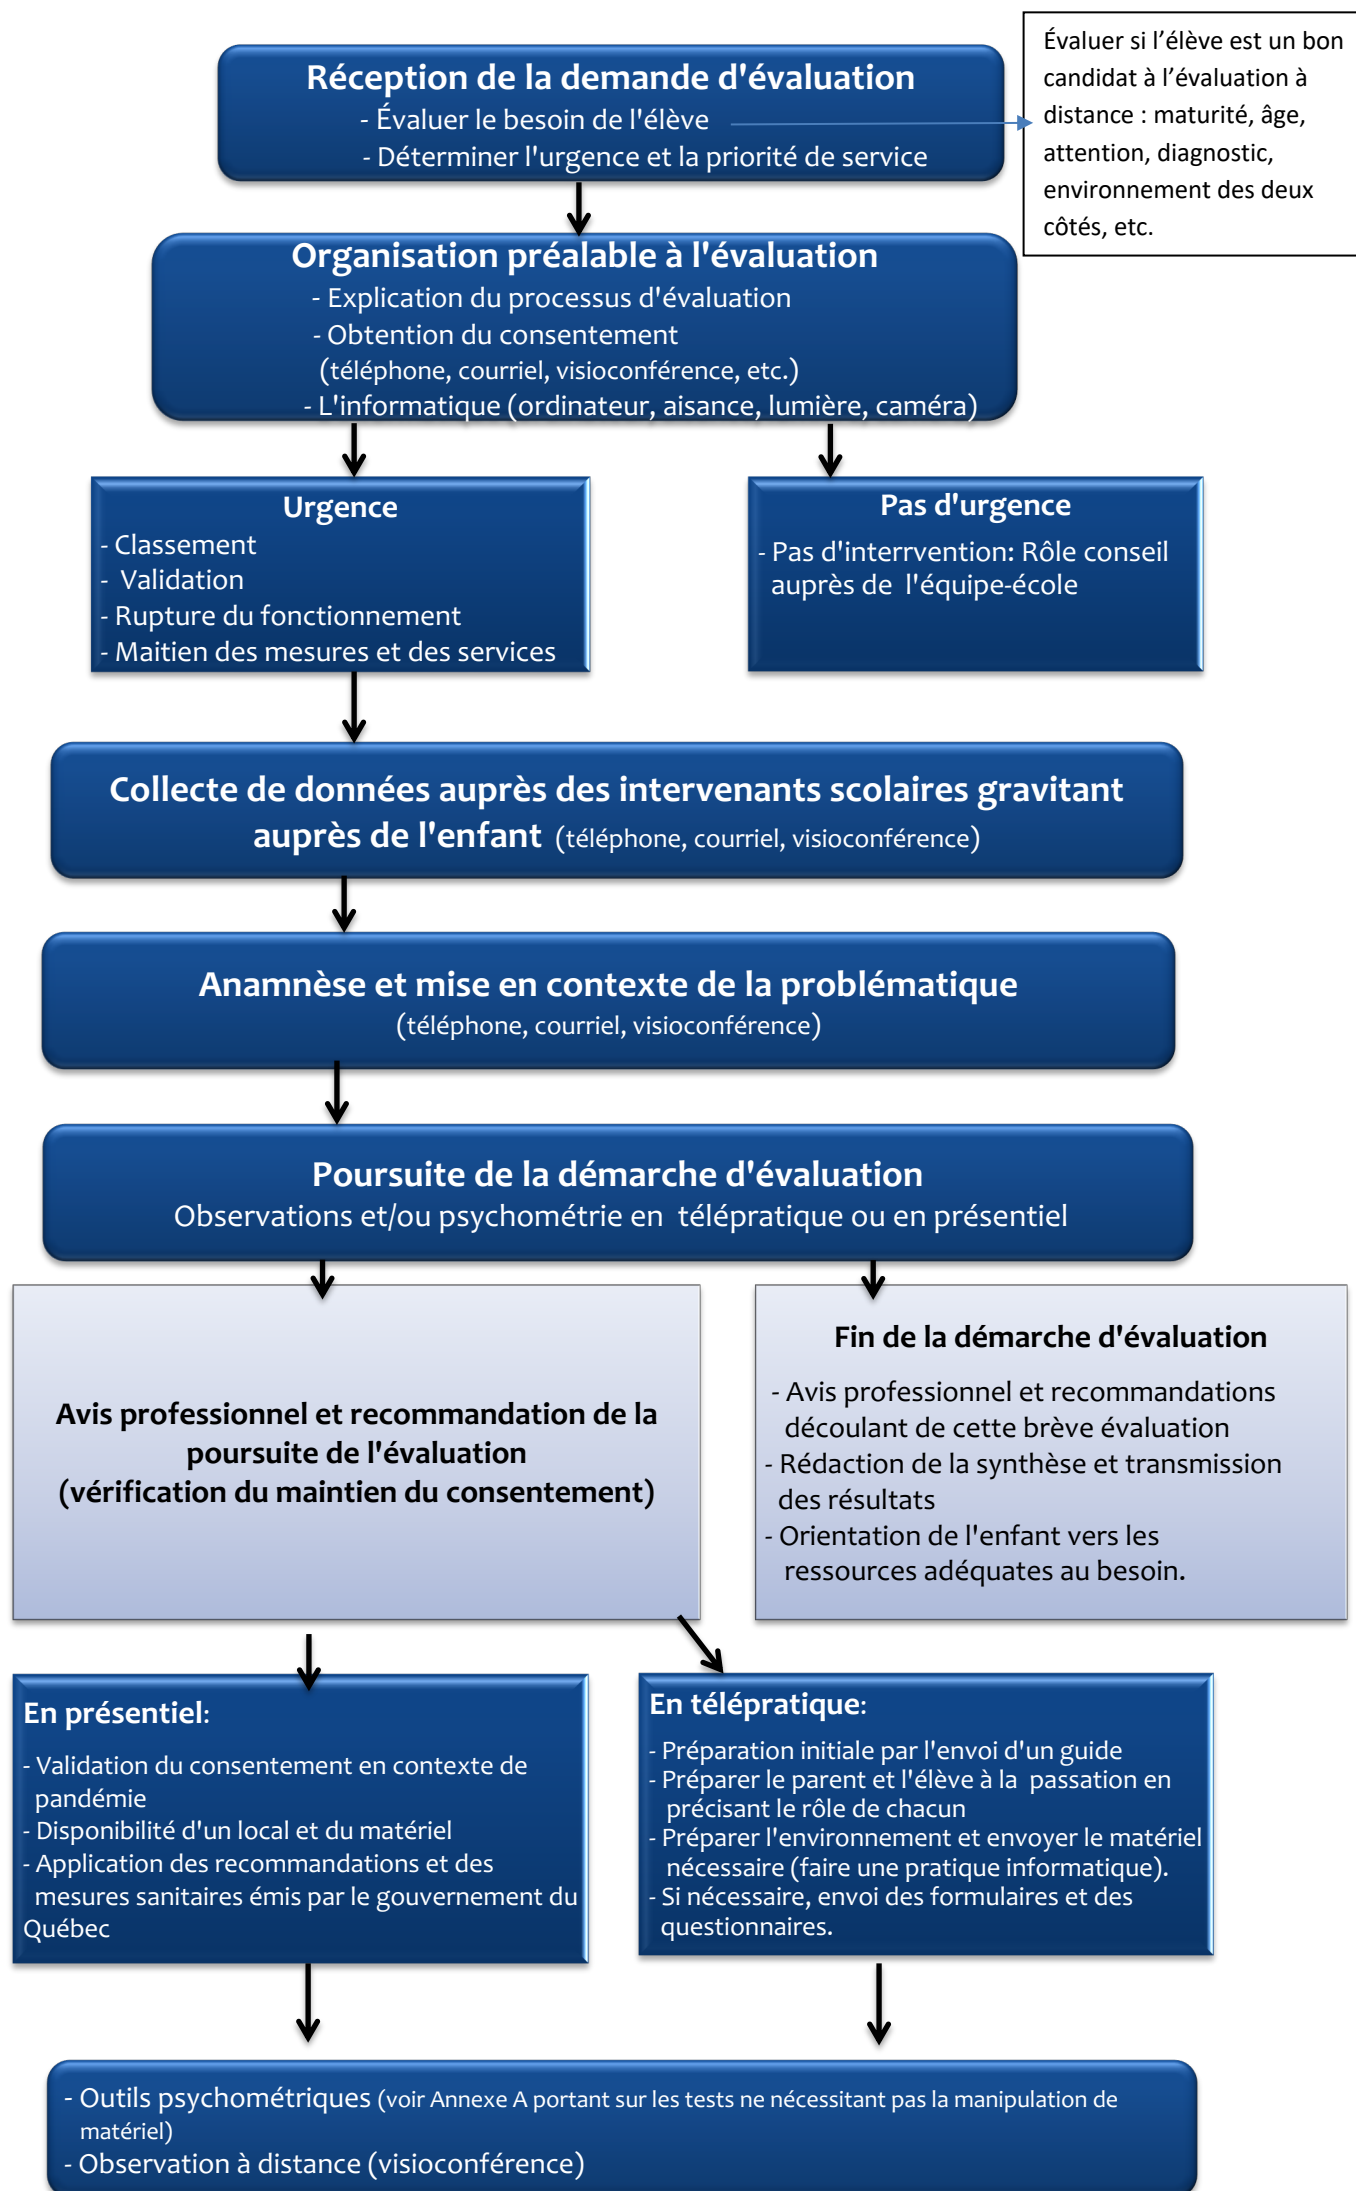 Réception de la demande d'évaluation
- Évaluer le besoin de l'élève
- Déterminer l'urgence et la priorité de service
Évaluer si l’élève est un bon
candidat à l’évaluation à
distance : maturité, âge,
attention, diagnostic,
environnement des deux
côtés, etc.
Organisation préalable à l'évaluation
- Explication du processus d'évaluation
- Obtention du consentement
(téléphone, courriel, visioconférence, etc.)
- L'informatique (ordinateur, aisance, lumière, caméra)
Urgence
- Classement
- Validation
- Rupture du fonctionnement
- Maitien des mesures et des services
Pas d'urgence
- Pas d'interrvention: Rôle conseil
auprès de l'équipe-école
Collecte de données auprès des intervenants scolaires gravitant
auprès de l'enfant (téléphone, courriel, visioconférence)
Anamnèse et mise en contexte de la problématique
(téléphone, courriel, visioconférence)
Poursuite de la démarche d'évaluation
Observations et/ou psychométrie en télépratique ou en présentiel
Avis professionnel et recommandation de la
poursuite de l'évaluation
(vérification du maintien du consentement)
Fin de la démarche d'évaluation
- Avis professionnel et recommandations
découlant de cette brève évaluation
- Rédaction de la synthèse et transmission
des résultats
- Orientation de l'enfant vers les
ressources adéquates au besoin.
En présentiel:
- Validation du consentement en contexte de
pandémie
- Disponibilité d'un local et du matériel
- Application des recommandations et des
mesures sanitaires émis par le gouvernement du
Québec
En télépratique:
- Préparation initiale par l'envoi d'un guide
- Préparer le parent et l'élève à la passation en
précisant le rôle de chacun
- Préparer l'environnement et envoyer le matériel
nécessaire (faire une pratique informatique).
- Si nécessaire, envoi des formulaires et des
questionnaires.
- Outils psychométriques (voir Annexe A portant sur les tests ne nécessitant pas la manipulation de
matériel)
- Observation à distance (visioconférence)